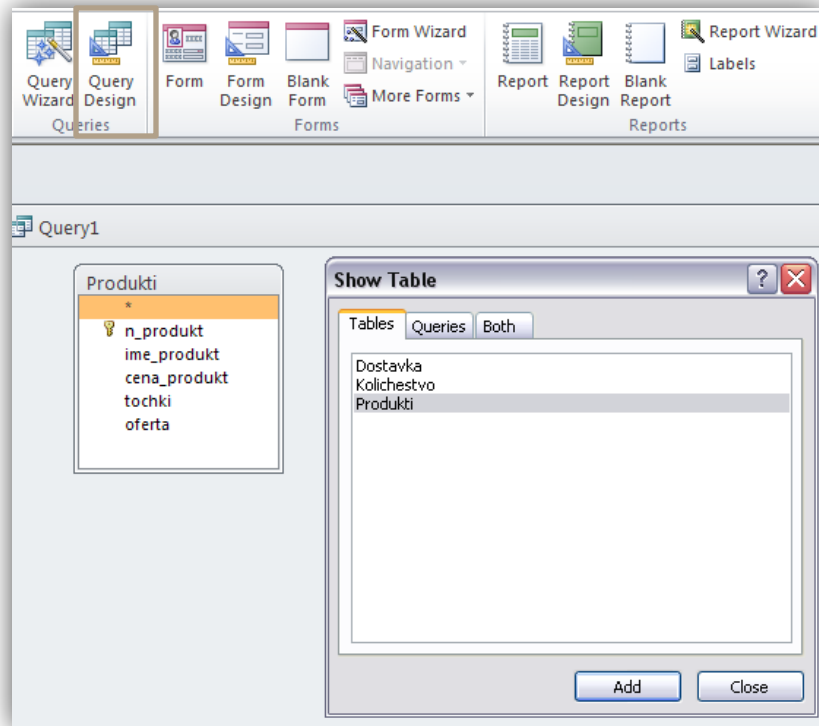 Query Wizard
Query Design
Queries
Form
Form Design
Blank Form
Form Wizard
Navigation
More Forms
Forms
Report
Report Design
Blank Report
Report Wizard
Labels
Reports
Query1
Produkti
*
n_produkt
ime_produkt
cena_produkt
tochki
oferta
Show Table
?
Tables
Queries
Both
Dostavka
Kolichestvo
Produkti
Add
Close